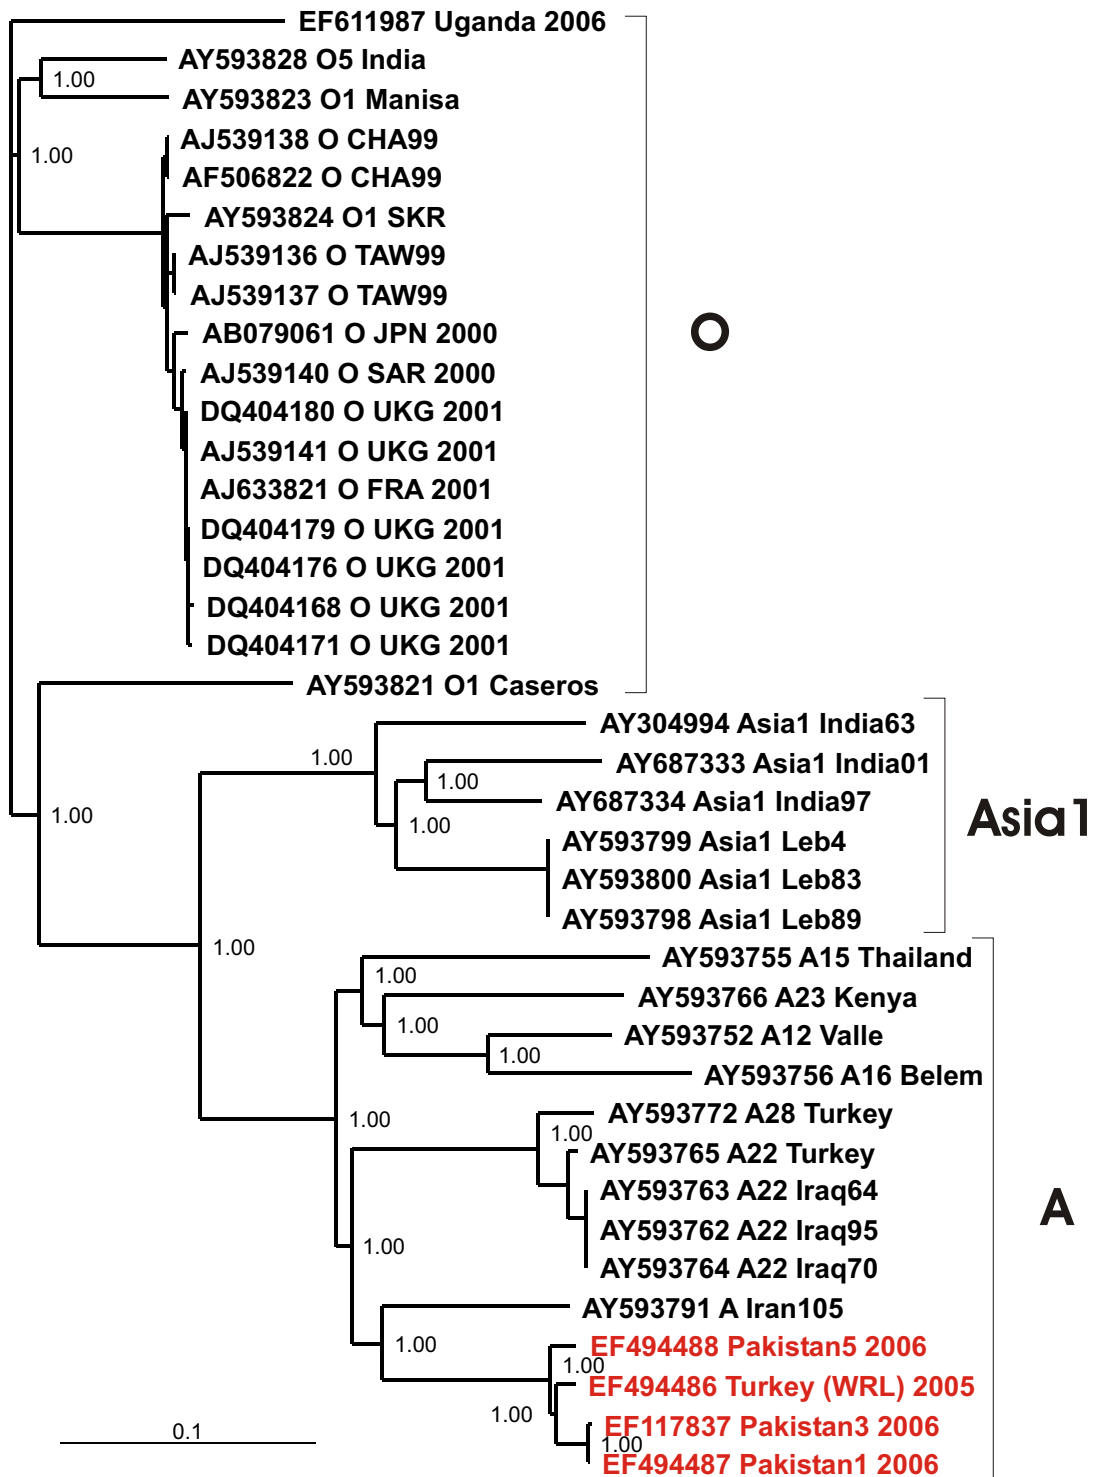 EF611987 Uganda 2006
AY593828 O5 India
1.00
AY593823 O1 Manisa
AJ539138 O CHA99
1.00
AF506822 O CHA99
AY593824 O1 SKR
AJ539136 O TAW99
AJ539137 O TAW99
O
AB079061 O JPN 2000
AJ539140 O SAR 2000
DQ404180 O UKG 2001
AJ539141 O UKG 2001
AJ633821 O FRA 2001
DQ404179 O UKG 2001
DQ404176 O UKG 2001
DQ404168 O UKG 2001
DQ404171 O UKG 2001
AY593821 O1 Caseros
AY304994 Asia1 India63
1.00
AY687333 Asia1 India01
1.00
AY687334 Asia1 India97
1.00
1.00
Asia1
AY593799 Asia1 Leb4
AY593800 Asia1 Leb83
AY593798 Asia1 Leb89
1.00
AY593755 A15 Thailand
1.00
AY593766 A23 Kenya
1.00
AY593752 A12 Valle
1.00
AY593756 A16 Belem
AY593772 A28 Turkey
1.00
1.00
AY593765 A22 Turkey
AY593763 A22 Iraq64
A
AY593762 A22 Iraq95
1.00
AY593764 A22 Iraq70
AY593791 A Iran105
1.00
EF494488 Pakistan5 2006
1.00
EF494486 Turkey (WRL) 2005
1.00
EF117837 Pakistan3 2006
0.1
1.00
EF494487 Pakistan1 2006